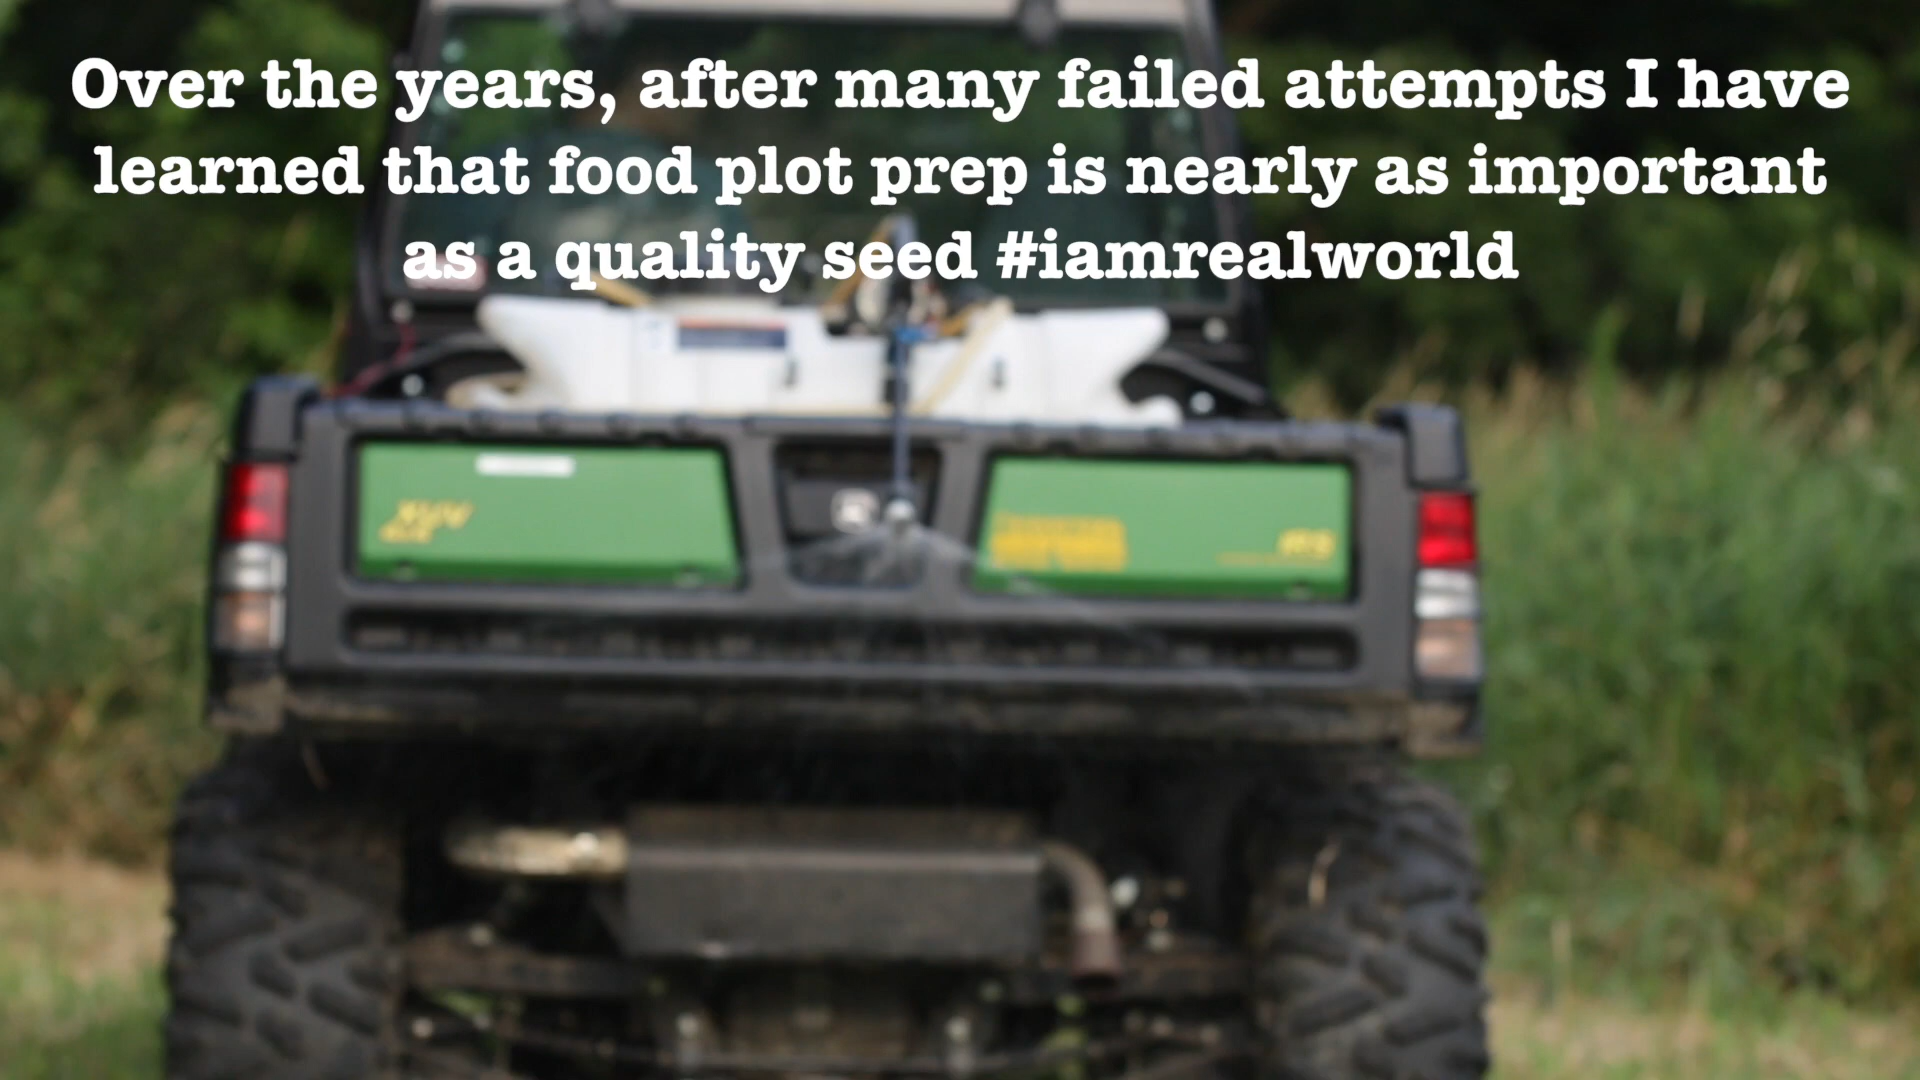 Over the years, after many failed attempts I have
learned that food plot prep is nearly as important
as a quality seed #iamrealworld
XUV